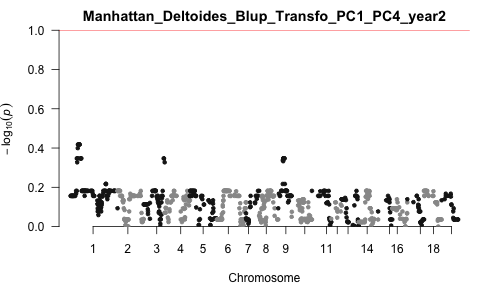 Manhattan_Deltoides_Blup_Transfo_PC1_PC4_year2
1.0
0.8
0.6
0.4
0.2
0.0
− log10(p)
1 2 3 4 5 6 7 8 9 11 14 16 18
Chromosome